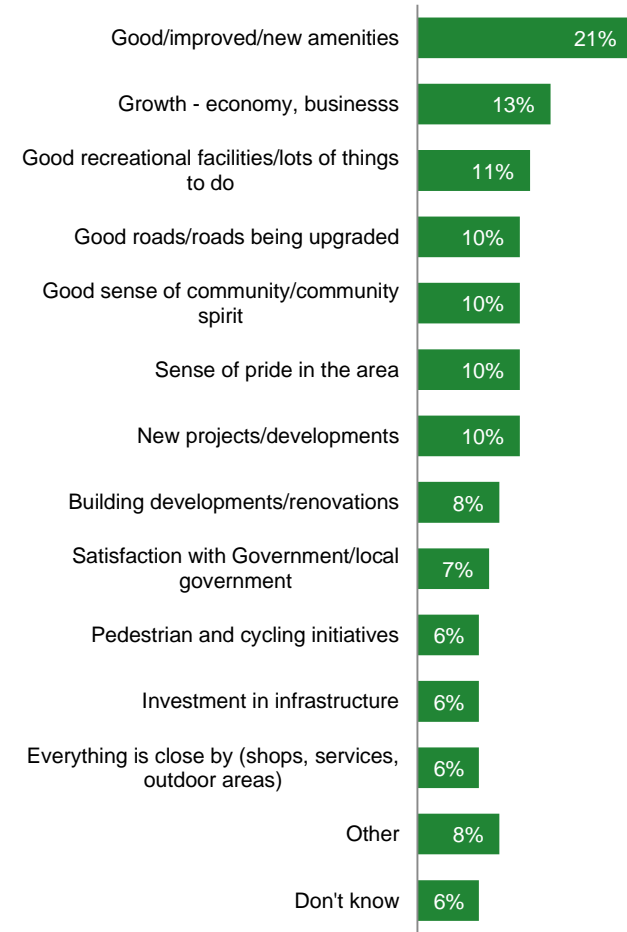 Good/improved/new amenities 21%
Growth - economy, businesss 13%
Good recreational facilities/lots of things
to do 11%
Good roads/roads being upgraded 10%
Good sense of community/community
spirit 10%
Sense of pride in the area 10%
New projects/developments 10%
Building developments/renovations 8%
Satisfaction with Government/local
government 7%
Pedestrian and cycling initiatives 6%
Investment in infrastructure 6%
Everything is close by (shops, services,
outdoor areas) 6%
Other 8%
Don't know 6%